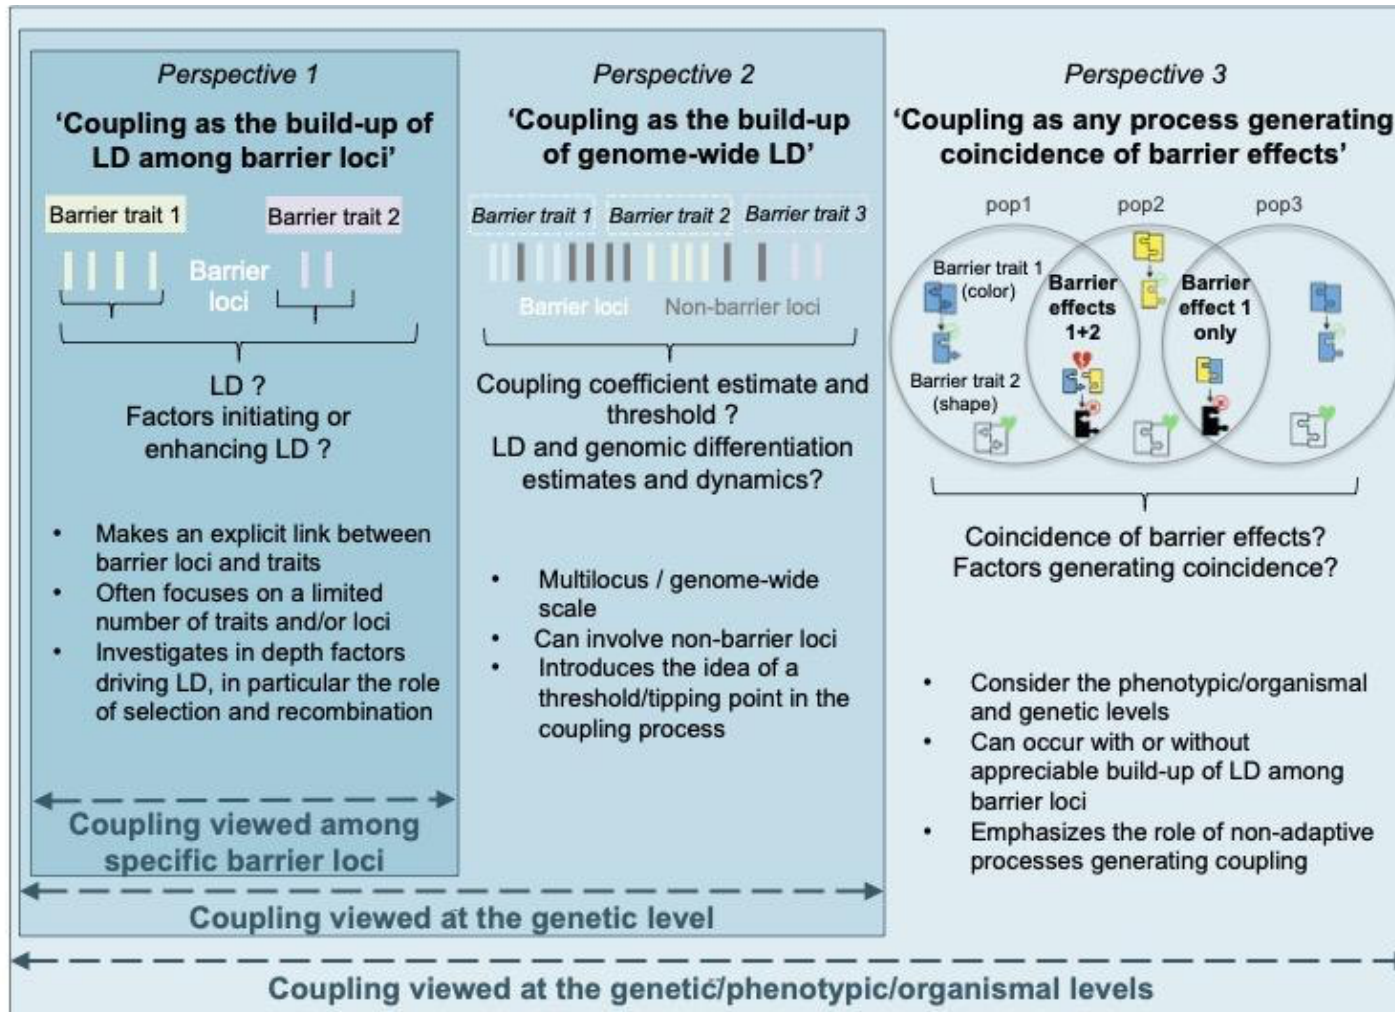 Perspective 1
‘Coupling as the build-up of
LD among barrier loci’
Barrier trait 1
Barrier trait 2
Barrier
loci
LD ?
Factors initiating or
enhancing LD ?
• Makes an explicit link between
barrier loci and traits
• Often focuses on a limited
number of traits and/or loci
• Investigates in depth factors
driving LD, in particular the role
of selection and recombination
Coupling viewed among
specific barrier loci
Perspective 2
‘Coupling as the build-up
of genome-wide LD’
Barrier trait 1
Barrier trait 2
Barrier trait 3
Barrier loci
Non-barrier loci
Coupling coefficient estimate and
threshold ?
LD and genomic differentiation
estimates and dynamics?
• Multilocus / genome-wide
scale
• Can involve non-barrier loci
• Introduces the idea of a
threshold/tipping point in the
coupling process
Coupling viewed at the genetic level
Perspective 3
‘Coupling as any process generating
coincidence of barrier effects’
pop1
pop2
pop3
Barrier trait 1
(color)
Barrier
effects
1+2
Barrier
effect 1
only
Barrier trait 2
(shape)
Coincidence of barrier effects?
Factors generating coincidence?
• Consider the phenotypic/organismal
and genetic levels
• Can occur with or without
appreciable build-up of LD among
barrier loci
• Emphasizes the role of non-adaptive
processes generating coupling
Coupling viewed at the genetic/phenotypic/organismal levels